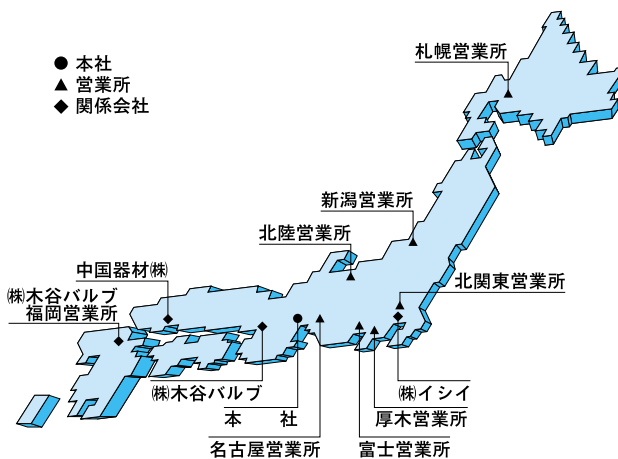 ● 本社
▲ 営業所
◆ 関係会社
札幌営業所
新潟営業所
北陸営業所
北関東営業所
中国器材㈱
㈱木谷バルブ
福岡営業所
㈱木谷バルブ
㈱イシイ
本　社
厚木営業所
名古屋営業所
富士営業所